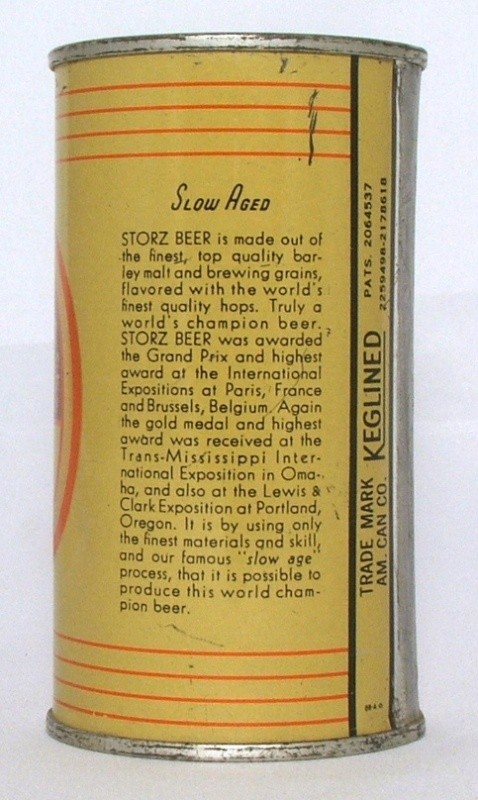 SLOW AGED
STORZ BEER is made out of
the finest, top quality bar-
ley malt and brewing grains,
flavored with the world's
finest quality hops. Truly a
world's champion beer.
STORZ BEER was awarded
the Grand Prix and highest
award at the International
Expositions at Paris, France
and Brussels, Belgium. Again
the gold medal and highest
award was received at the
Trans-Mississippi Inter-
national Exposition in Oma-
ha, and also at the Lewis &
Clark Exposition at Portland,
Oregon. It is by using only
the finest materials and skill,
and our famous "slow age"
process, that it is possible to
produce this world cham-
pion beer.
TRADE MARK KEGLINED PATS. 2064537
AM. CAN CO. 2259498-2178618